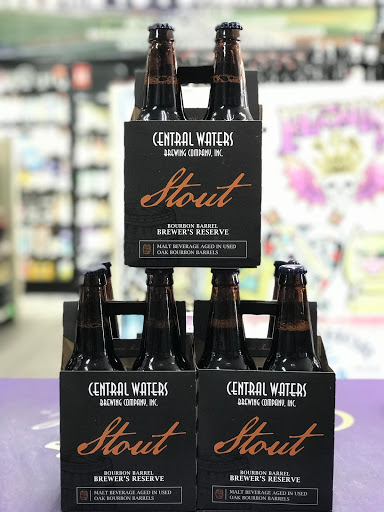 CENTRAL WATERS
BREWING COMPANY, INC.
Stout
BOURBON BARREL
BREWER'S RESERVE
MALT BEVERAGE AGED IN USED
OAK BOURBON BARRELS
CENTRAL WATERS
BREWING COMPANY, INC.
Stout
BOURBON BARREL
BREWER'S RESERVE
MALT BEVERAGE AGED IN USED
OAK BOURBON BARRELS
CENTRAL WATERS
BREWING COMPANY, INC.
Stout
BOURBON BARREL
BREWER'S RESERVE
MALT BEVERAGE AGED IN USED
OAK BOURBON BARRELS